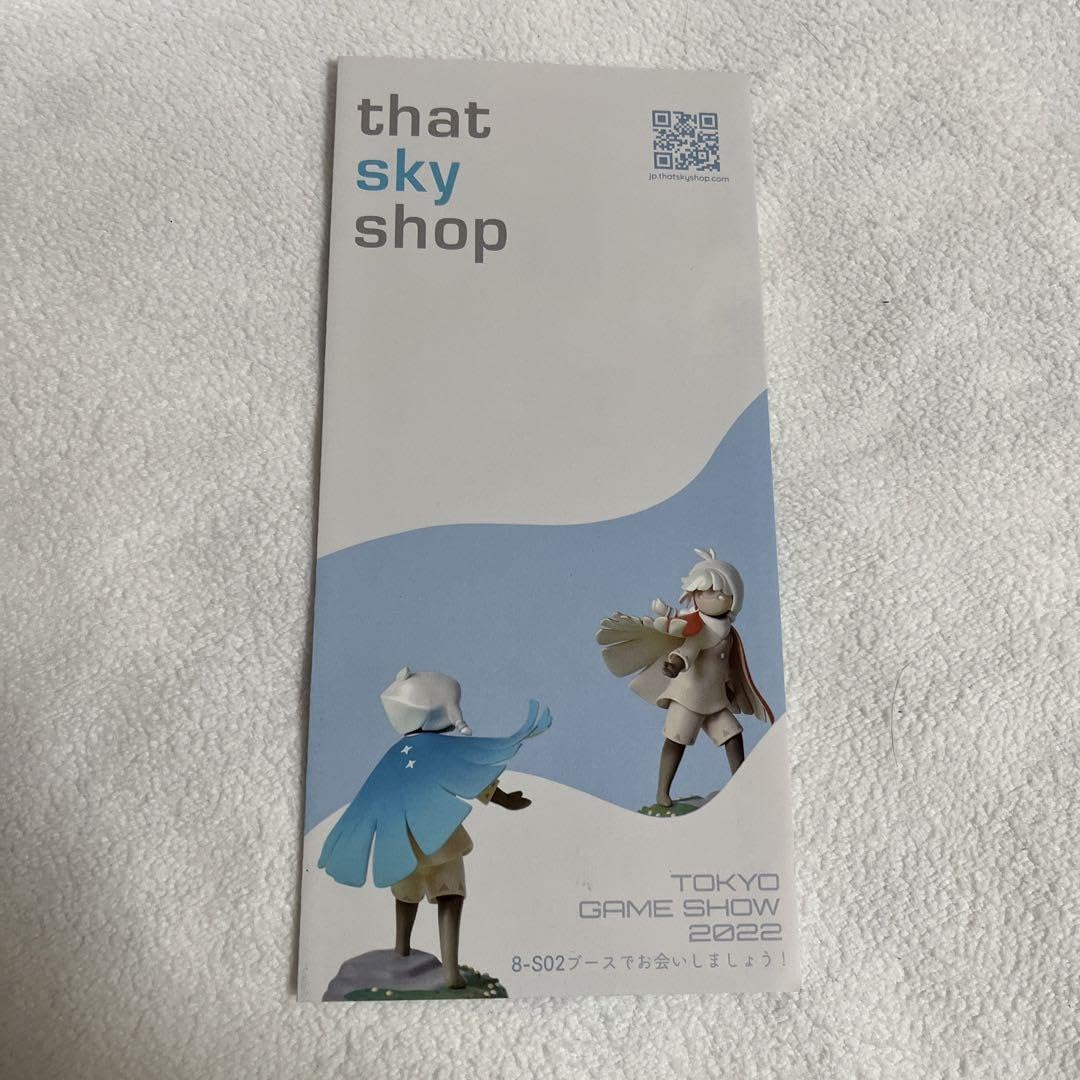 that
sky
shop
jp.thatskyshop.com
TOKYO
GAME SHOW
2022
8-S02ブースでお会いしましょう！